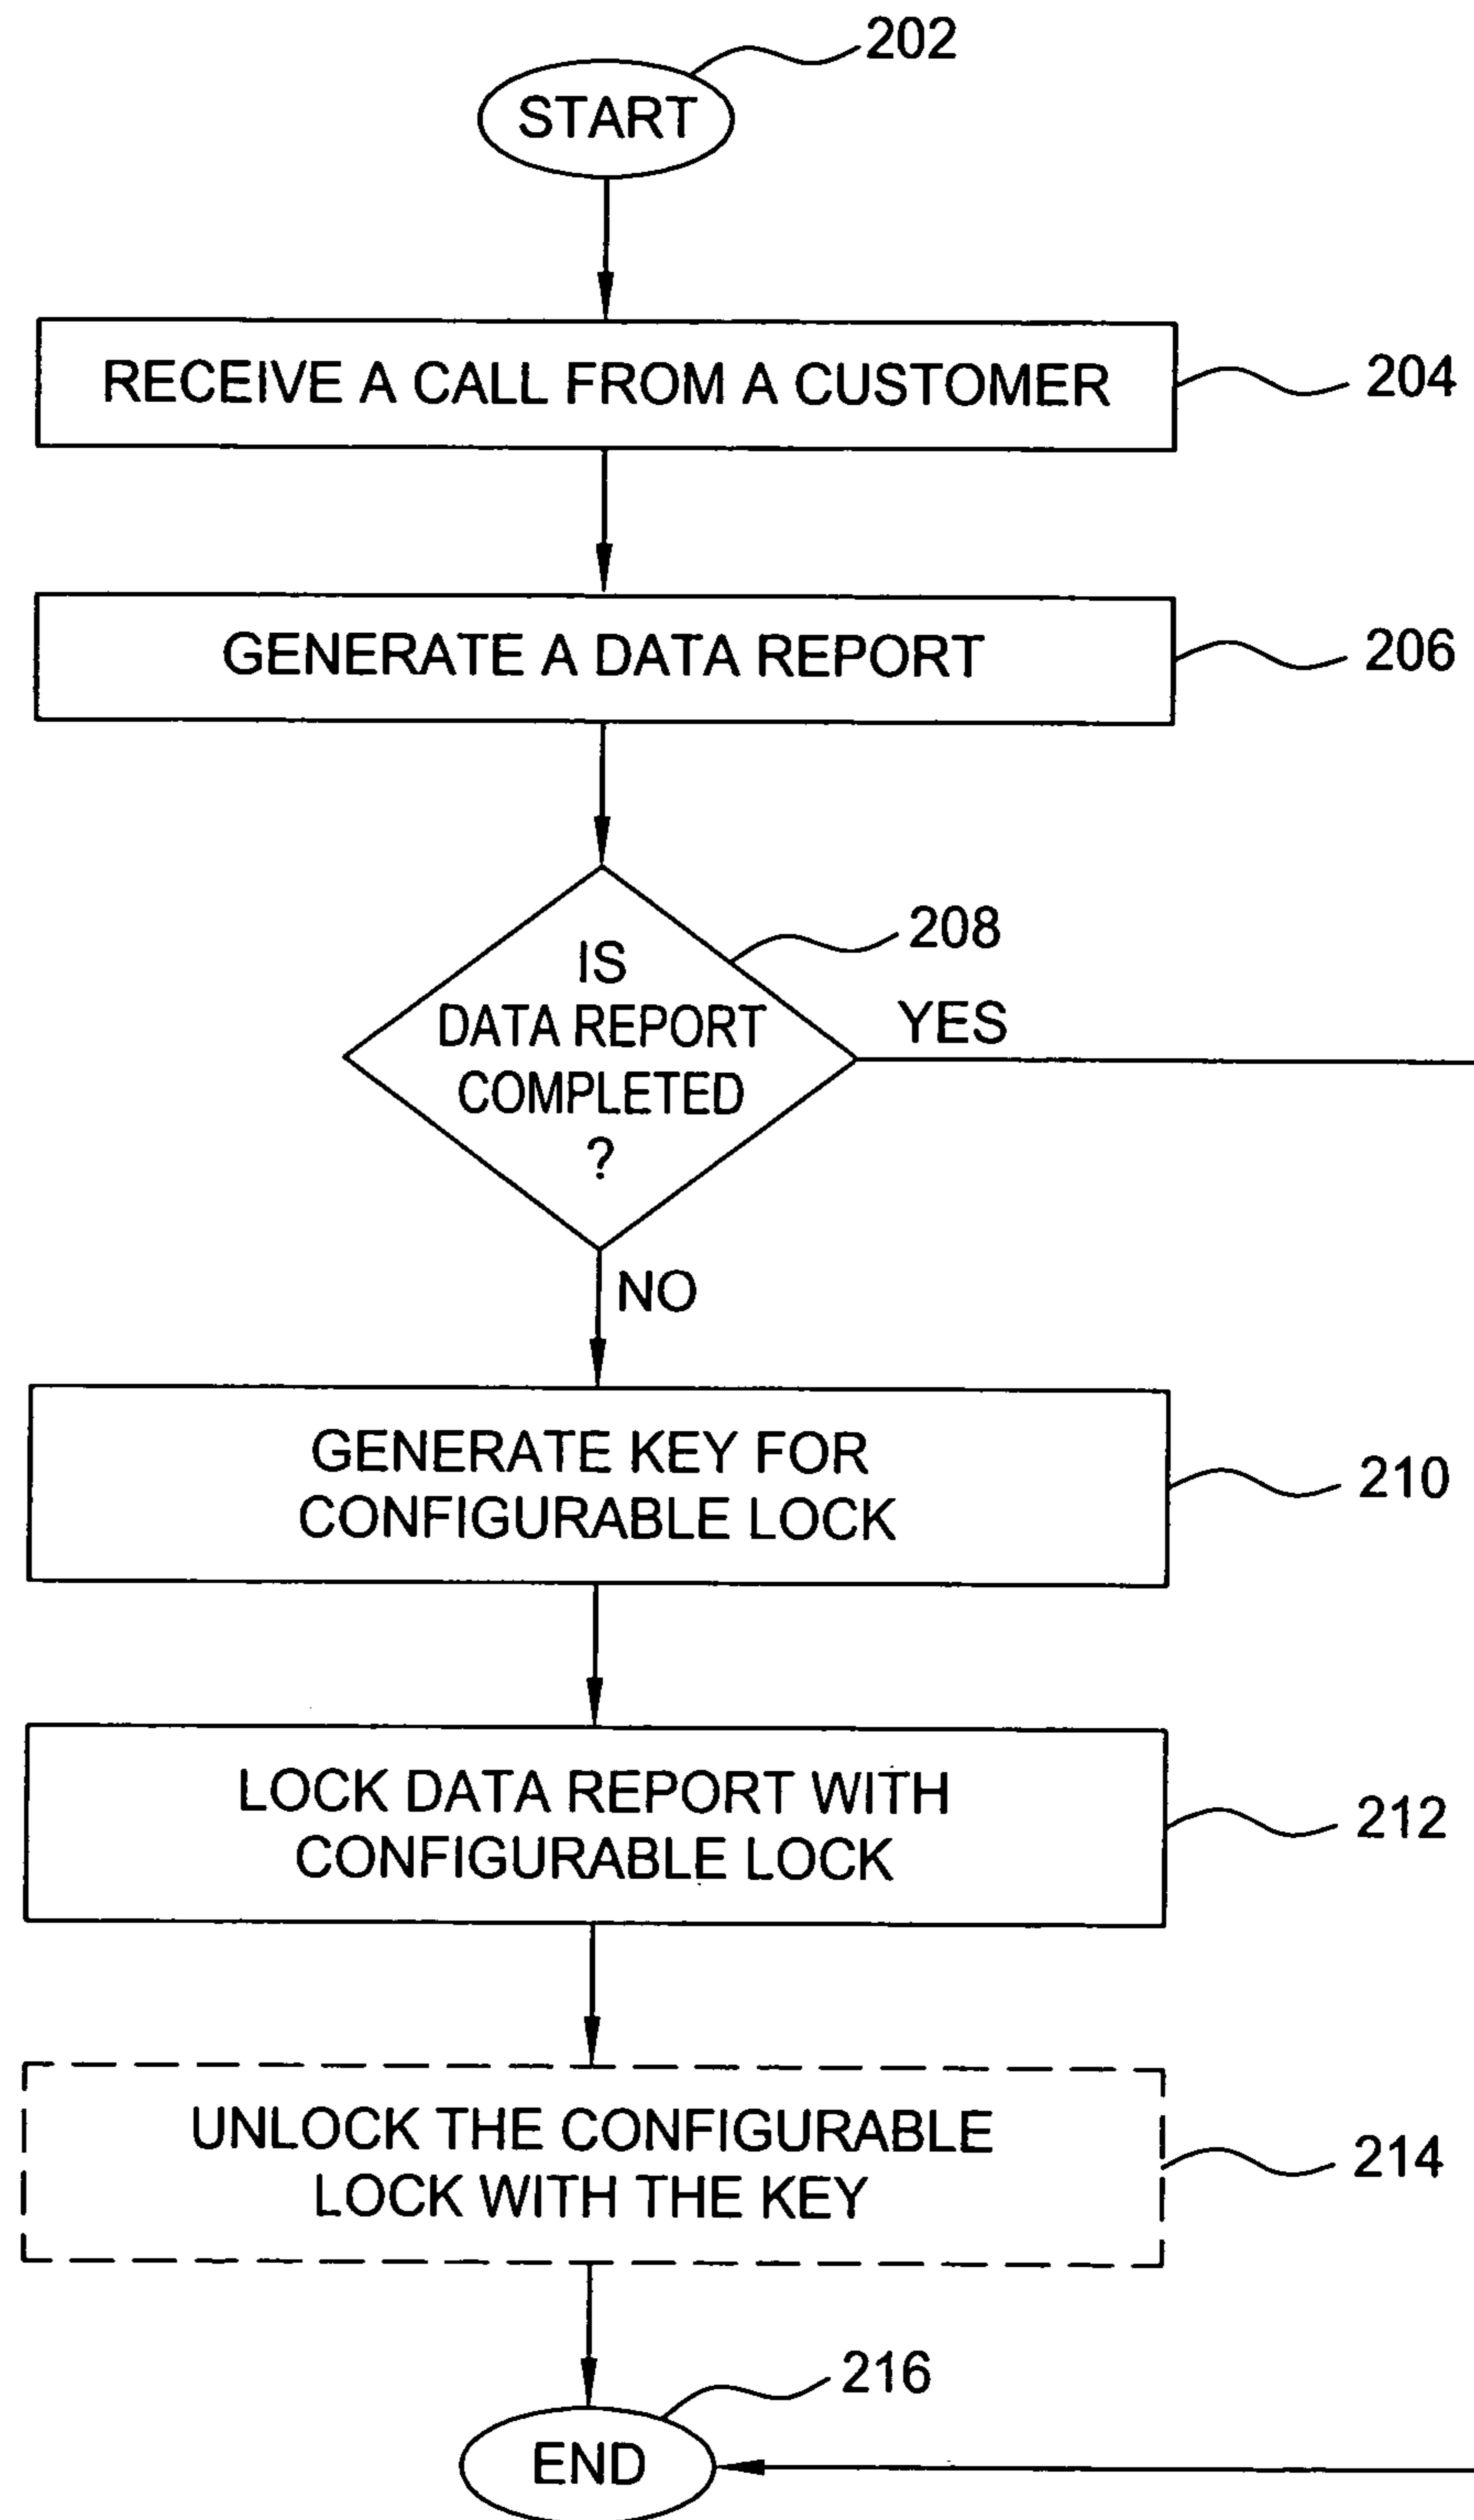 202
START
RECEIVE A CALL FROM A CUSTOMER
204
GENERATE A DATA REPORT
206
208
IS
DATA REPORT
COMPLETED
?
YES
NO
GENERATE KEY FOR
CONFIGURABLE LOCK
210
LOCK DATA REPORT WITH
CONFIGURABLE LOCK
212
UNLOCK THE CONFIGURABLE
LOCK WITH THE KEY
214
216
END